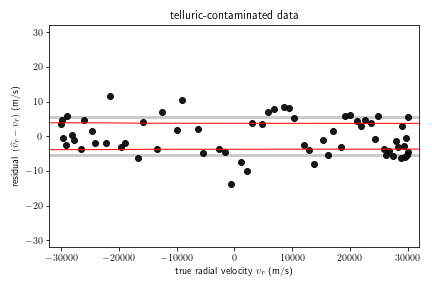 telluric-contaminated data
30
20
10
0
−10
−20
−30
residual (v̂r − vr) (m/s)
−30000 −20000 −10000 0 10000 20000 30000
true radial velocity vr (m/s)